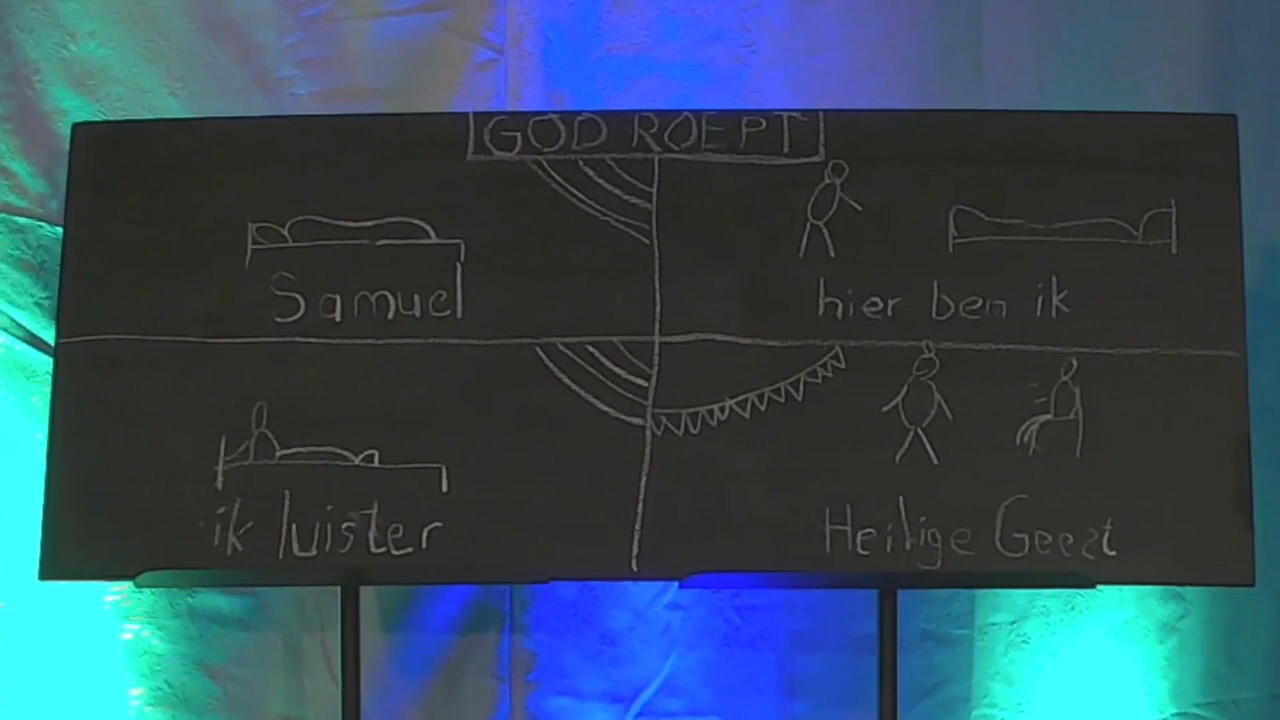 GOD ROEPT
Samuel
hier ben ik
ik luister
Heilige Geest